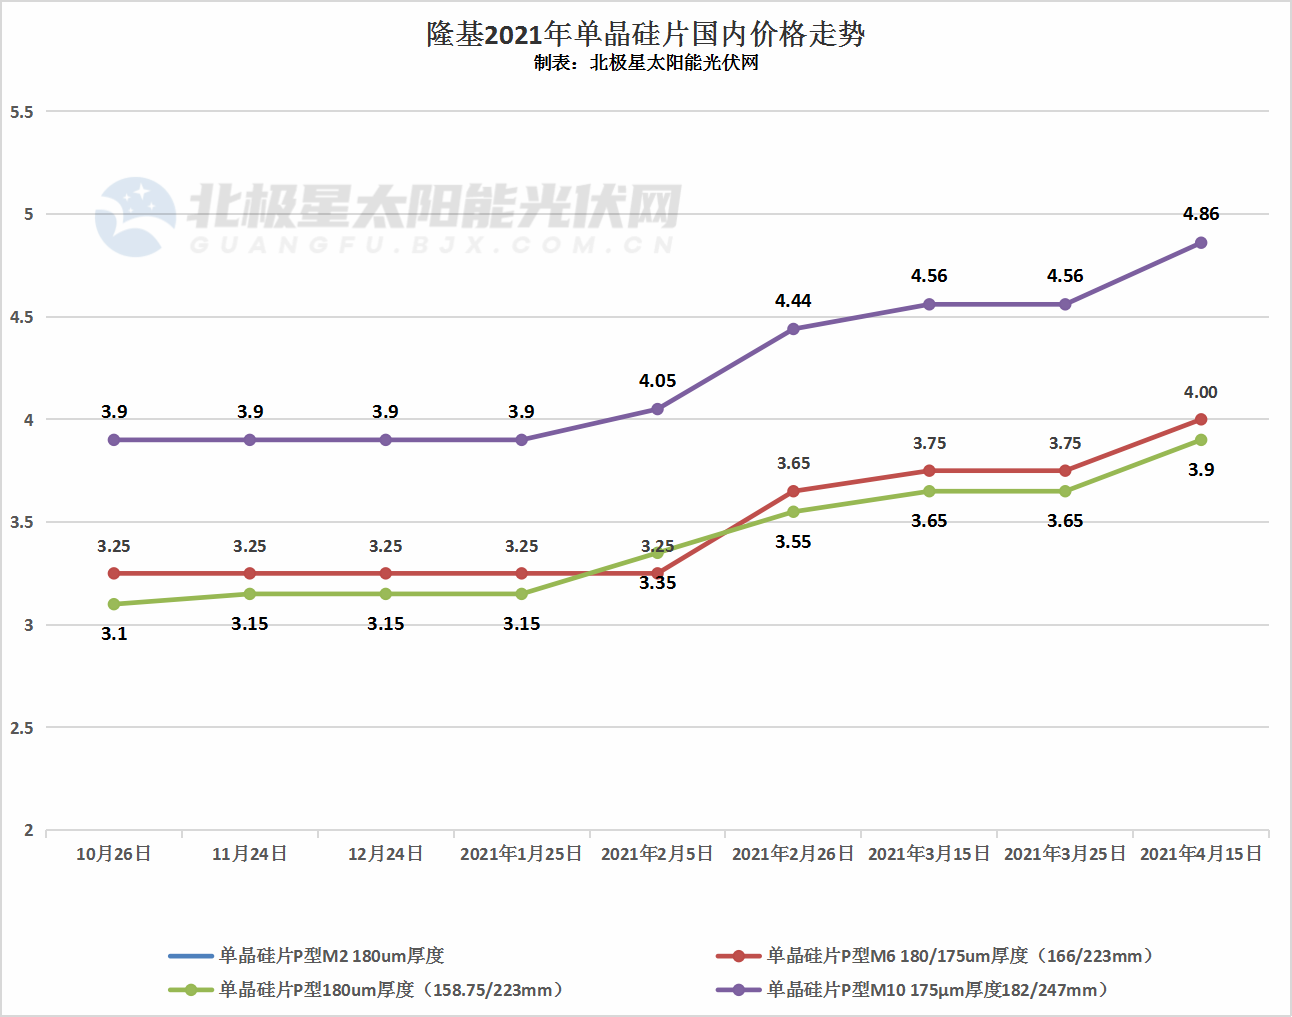 隆基2021年单晶硅片国内价格走势
制表：北极星太阳能光伏网
5.5
北极星太阳能光伏网
GUANGFU.BJX.COM.CN
5
4.86
4.56
4.56
4.44
4.5
4.05
4.00
3.9
3.9
3.9
3.9
4
3.75
3.75
3.65
3.9
3.65
3.65
3.55
3.5
3.25
3.25
3.25
3.25
3.25
3.35
3.1
3.15
3.15
3.15
3
2.5
2
10月26日
11月24日
12月24日
2021年1月25日
2021年2月5日
2021年2月26日
2021年3月15日
2021年3月25日
2021年4月15日
单晶硅片P型M2 180um厚度
单晶硅片P型M6 180/175um厚度（166/223mm）
单晶硅片P型180um厚度（158.75/223mm）
单晶硅片P型M10 175μm厚度182/247mm）